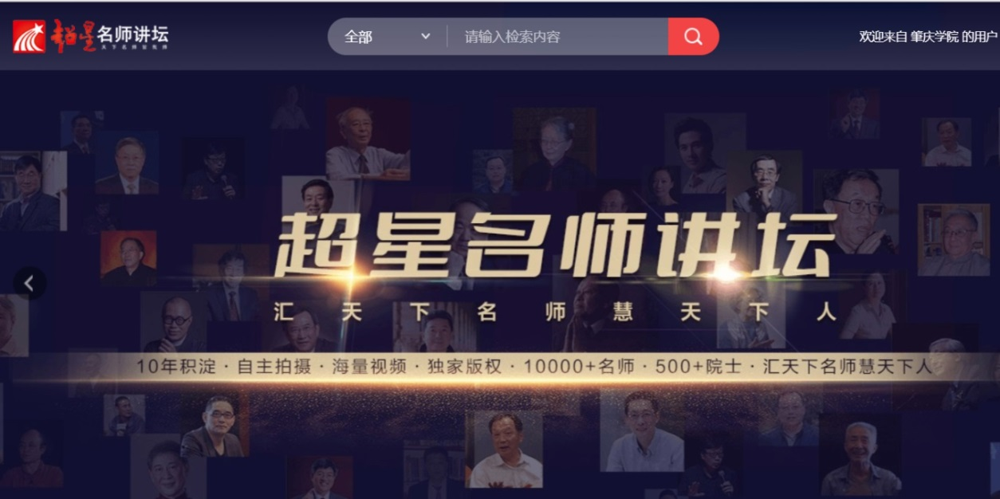 超星名师讲坛
全部
请输入检索内容
欢迎来自 肇庆学院 的用户
超星名师讲坛
汇天下名师慧天下人
10年积淀·自主拍摄·海量视频·独家版权·10000+名师·500+院士·汇天下名师慧天下人